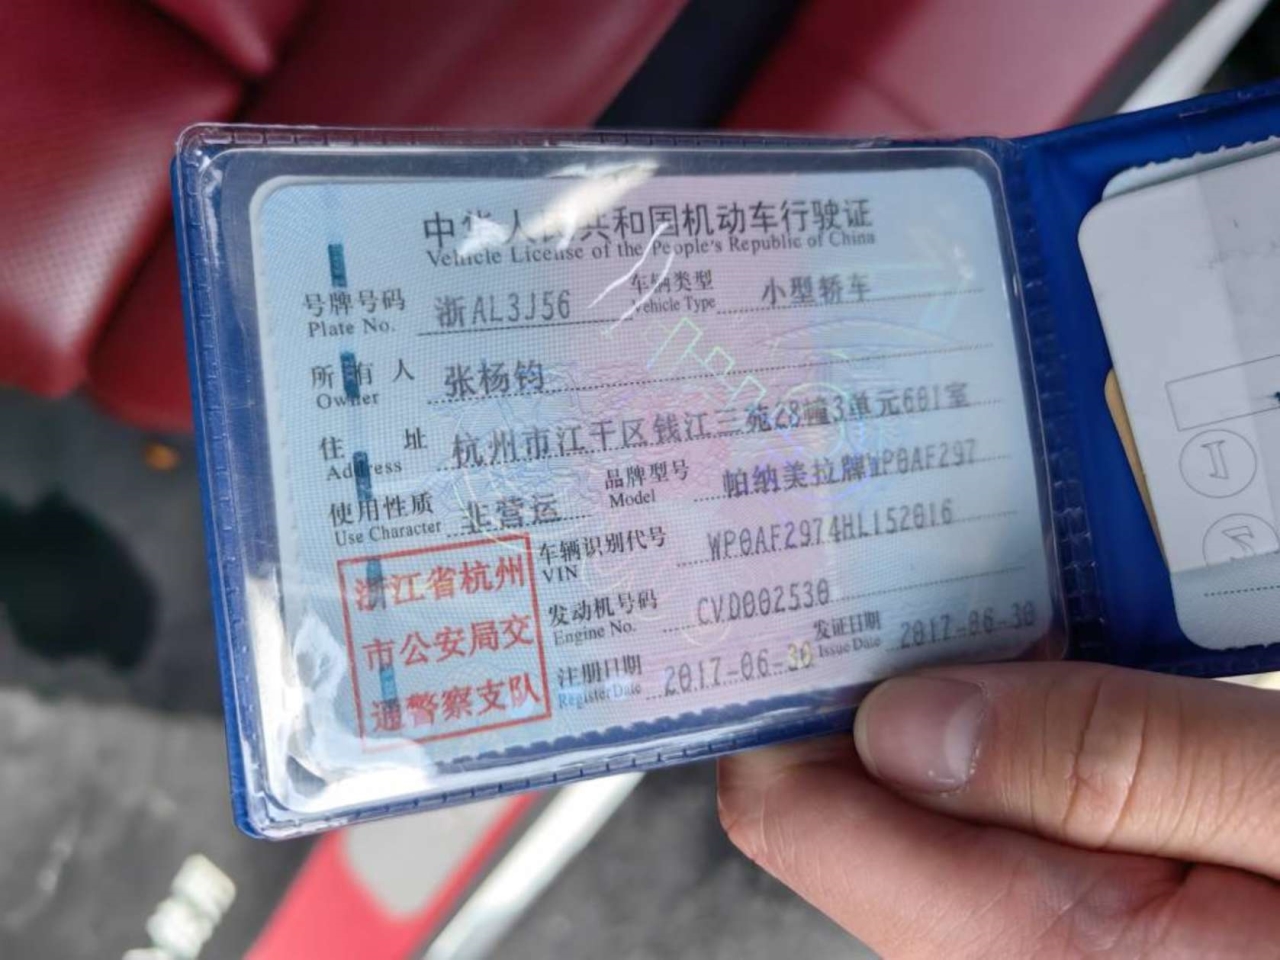 中华人民共和国机动车行驶证
Vehicle License of the People's Republic of China
号牌号码 浙AL3J56 车辆类型 小型轿车
Plate No. Vehicle Type
所有人 张杨钧
Owner
住址 杭州市江干区钱江三苑28幢3单元601室
Address
使用性质 非营运 品牌型号 帕纳美拉牌WP0AF297
Use Character Model
车辆识别代号 WP0AF2974HL152016
VIN
发动机号码 CVD002530
Engine No.
注册日期 2017-06-30 发证日期 2017-06-30
Register Date Issue Date
浙江省杭州
市公安局交
通警察支队